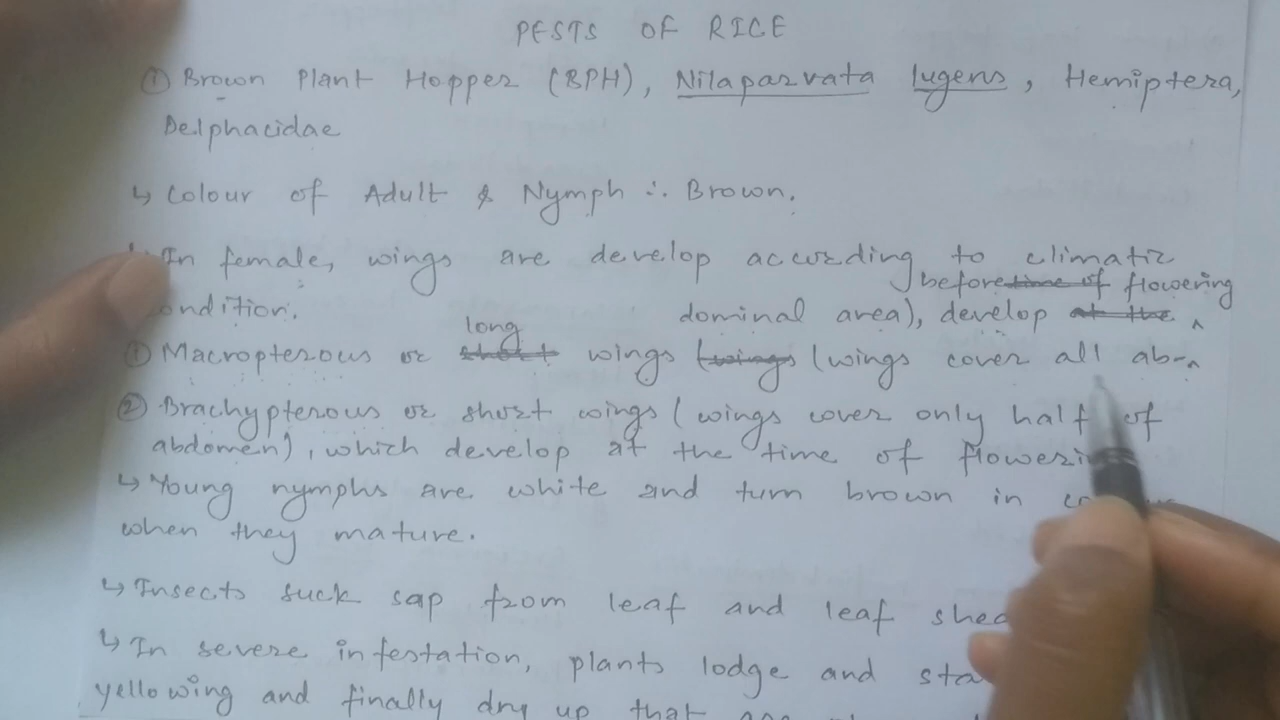 PESTS OF RICE
① Brown Plant Hopper (BPH), Nilaparvata lugens, Hemiptera,
Delphacidae
↳ Colour of Adult & Nymph ∴ Brown.
↳ In female, wings are develop according to climatic
condition.
before time of flowering
dominal area), develop at the ^
long
① Macropterous or short wings (wings (wings cover all ab-^
② Brachypterous or short wings (wings cover only half of
abdomen), which develop at the time of
↳ Young nymphs are white and turn brown in
when they mature.
↳ Insects suck sap from leaf and leaf
↳ In severe infestation, plants lodge and
yellowing and finally dry up that